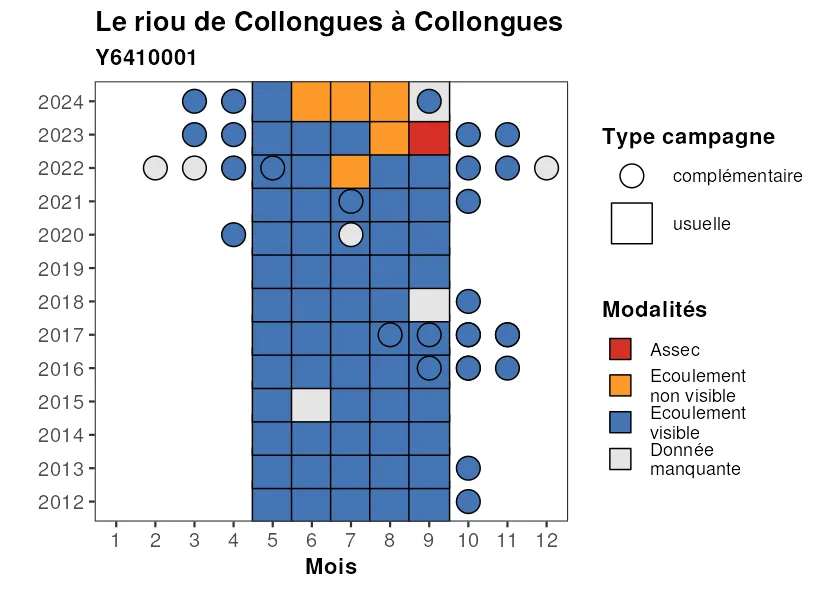 Le riou de Collongues à Collongues
Y6410001
2024
2023
2022
2021
2020
2019
2018
2017
2016
2015
2014
2013
2012
1 2 3 4 5 6 7 8 9 10 11 12
Mois
Type campagne
complémentaire
usuelle
Modalités
Assec
Ecoulement
non visible
Ecoulement
visible
Donnée
manquante